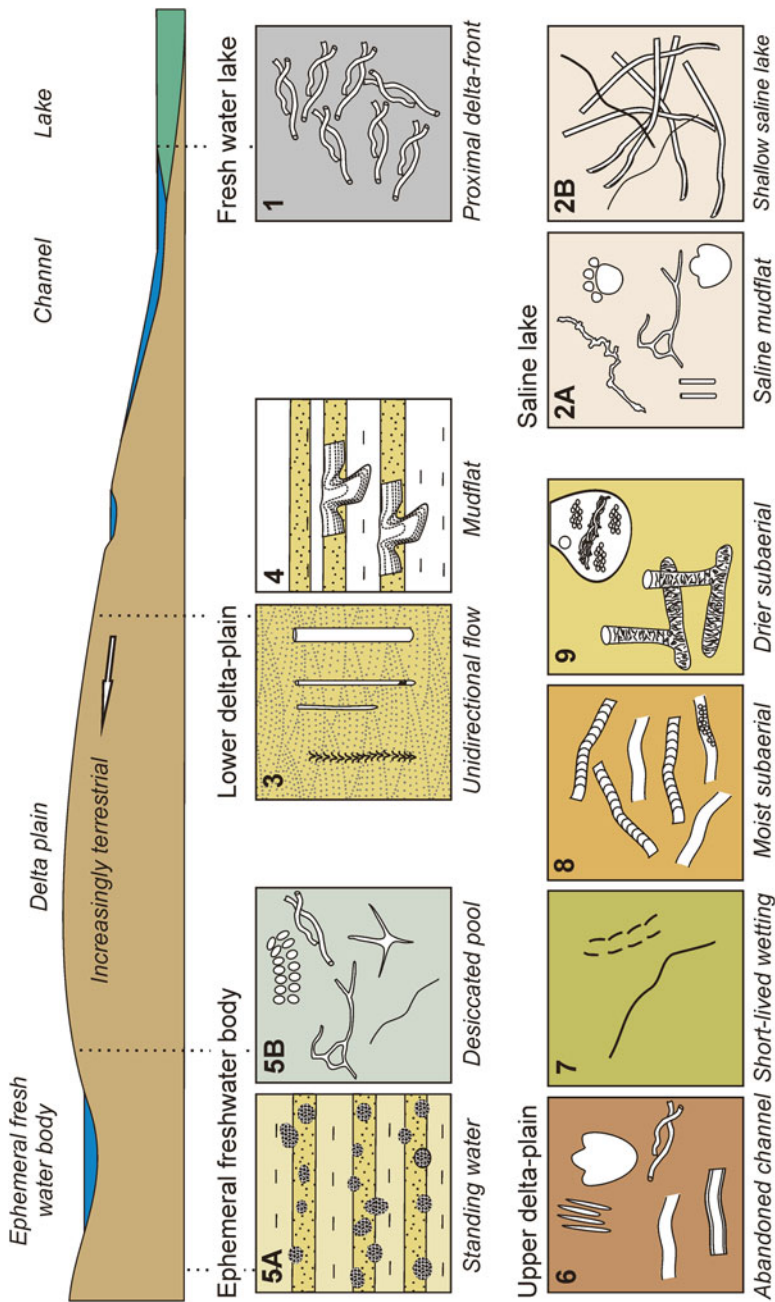 Ephemeral fresh
water body
Delta plain
Channel
Lake
Increasingly terrestrial
Ephemeral freshwater body
Lower delta-plain
Fresh water lake
5A
5B
3
4
1
Standing water
Desiccated pool
Unidirectional flow
Mudflat
Proximal delta-front
Upper delta-plain
Saline lake
6
7
8
9
2A
2B
Abandoned channel
Short-lived wetting
Moist subaerial
Drier subaerial
Saline mudflat
Shallow saline lake